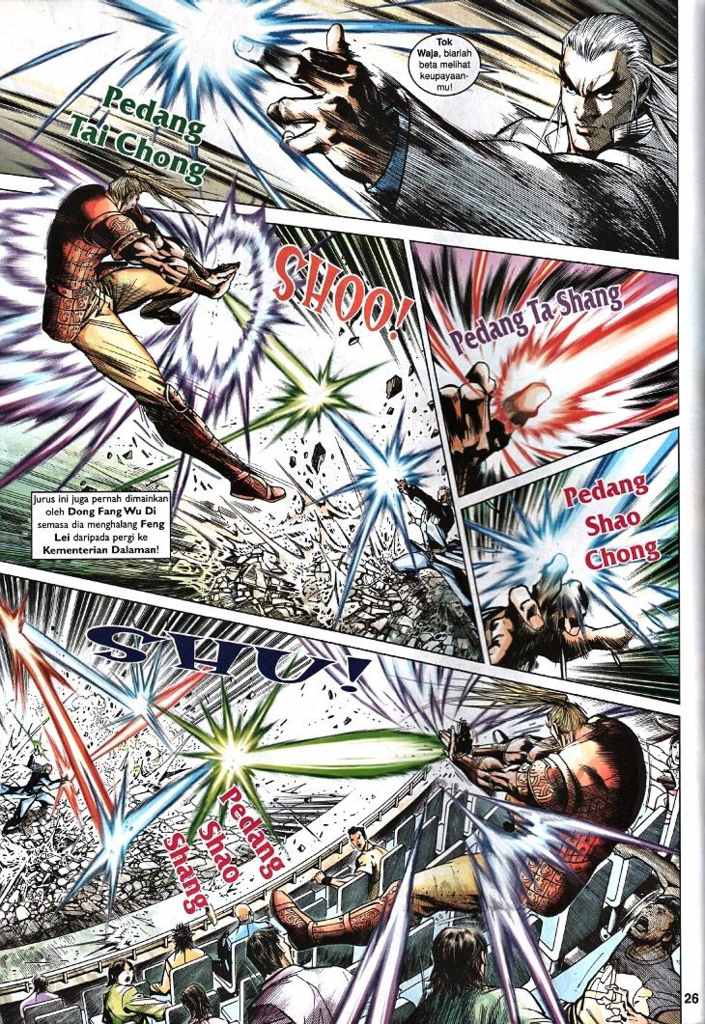 Tok
Waja, biarlah
beta melihat
keupayaan-
mu!
Pedang
Tai Chong
SHOO!
Pedang Ta Shang
Jurus ini juga pernah dimainkan
oleh Dong Fang Wu Di
semasa dia menghalang Feng
Lei daripada pergi ke
Kementerian Dalaman!
Pedang
Shao
Chong
SHU!
Pedang
Shao
Shang
26